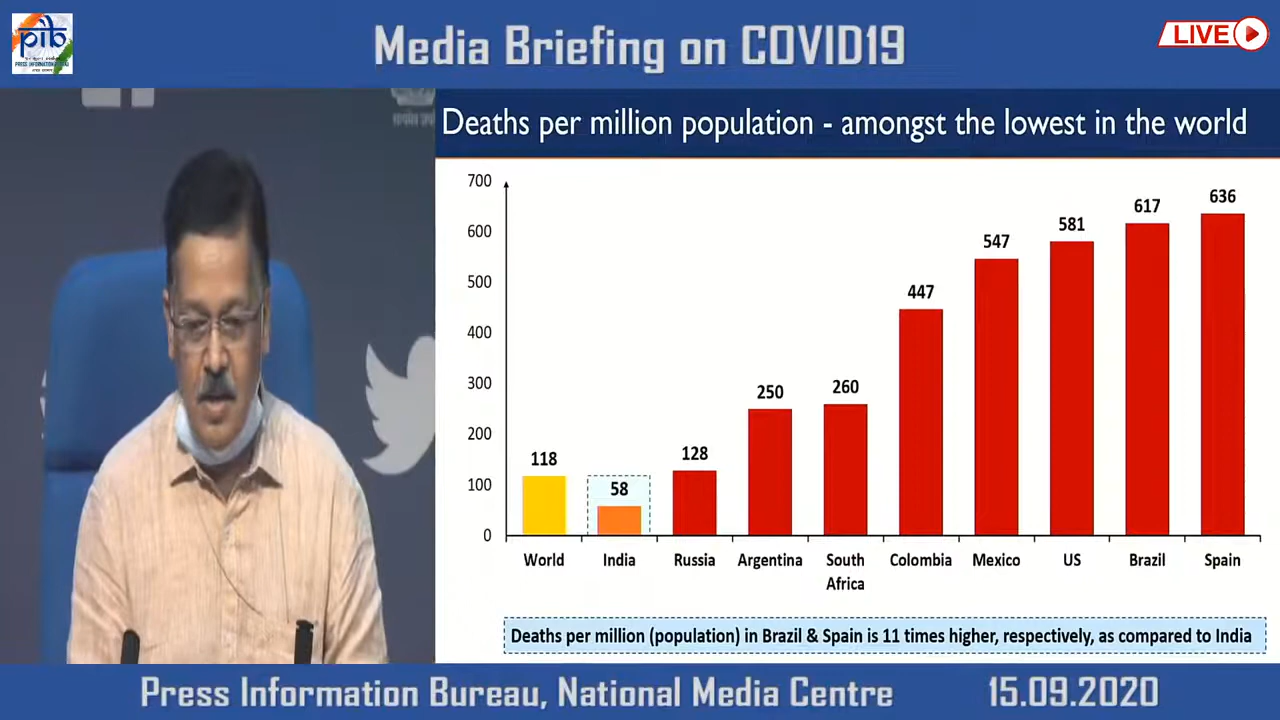 pib
PRESS INFORMATION BUREAU
Media Briefing on COVID19
LIVE
Deaths per million population - amongst the lowest in the world
700
600
500
400
300
200
100
0
118
58
128
250
260
447
547
581
617
636
World
India
Russia
Argentina
South Africa
Colombia
Mexico
US
Brazil
Spain
Deaths per million (population) in Brazil & Spain is 11 times higher, respectively, as compared to India
Press Information Bureau, National Media Centre
15.09.2020